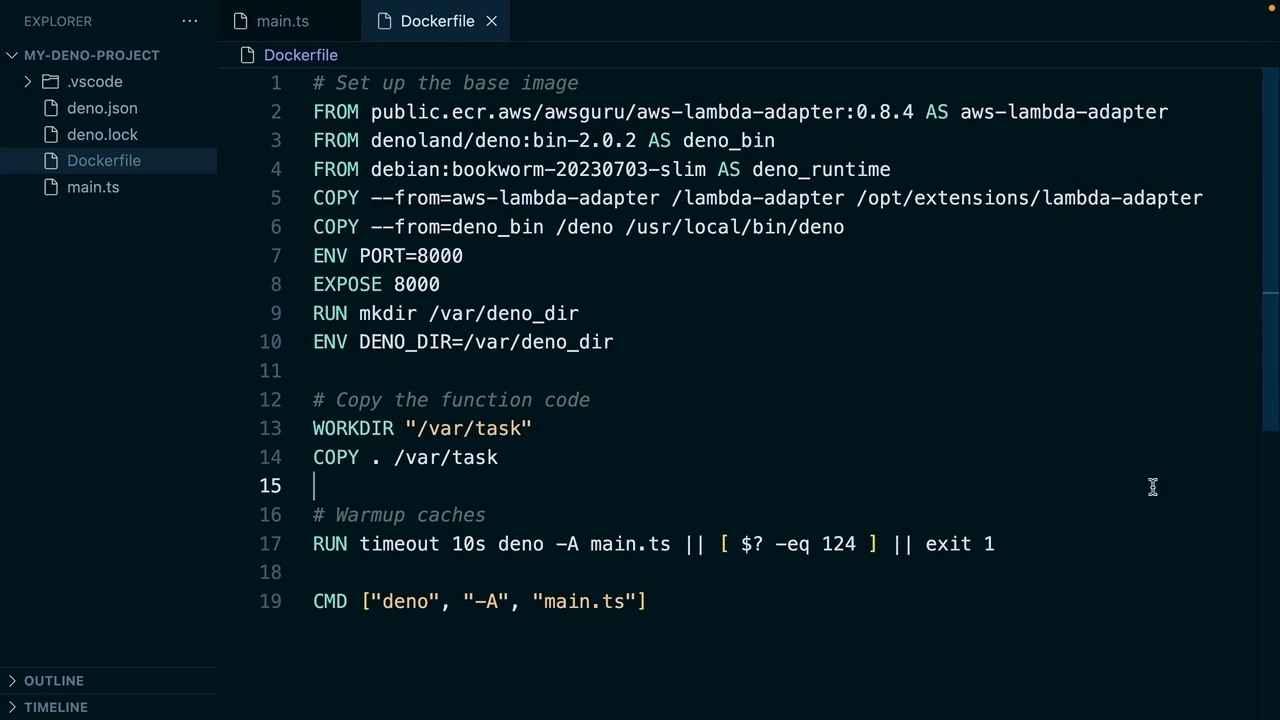 EXPLORER
main.ts
Dockerfile
MY-DENO-PROJECT
.vscode
deno.json
deno.lock
Dockerfile
main.ts
Dockerfile
1 # Set up the base image
2 FROM public.ecr.aws/awsguru/aws-lambda-adapter:0.8.4 AS aws-lambda-adapter
3 FROM denoland/deno:bin-2.0.2 AS deno_bin
4 FROM debian:bookworm-20230703-slim AS deno_runtime
5 COPY --from=aws-lambda-adapter /lambda-adapter /opt/extensions/lambda-adapter
6 COPY --from=deno_bin /deno /usr/local/bin/deno
7 ENV PORT=8000
8 EXPOSE 8000
9 RUN mkdir /var/deno_dir
10 ENV DENO_DIR=/var/deno_dir
11
12 # Copy the function code
13 WORKDIR "/var/task"
14 COPY . /var/task
15
16 # Warmup caches
17 RUN timeout 10s deno -A main.ts || [ $? -eq 124 ] || exit 1
18
19 CMD ["deno", "-A", "main.ts"]
OUTLINE
TIMELINE